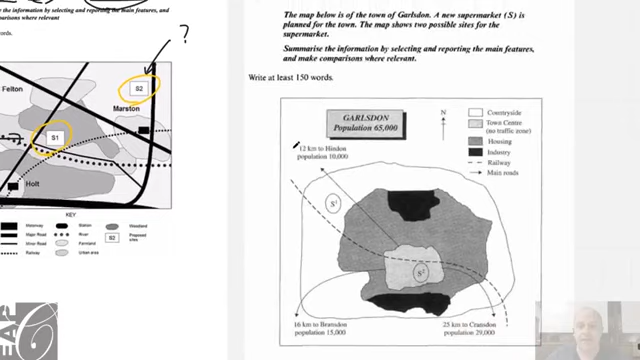 e the information by selecting and reporting the main features, and
omparisons where relevant
ords.
?
Felton
S2
Marston
S1
Holt
KEY
Motorway
Station
Woodland
Major Road
River
S2
Proposed
sites
Minor Road
Farmland
Railway
Urban area
EAP
The map below is of the town of Garlsdon. A new supermarket (S) is
planned for the town. The map shows two possible sites for the
supermarket.
Summarise the information by selecting and reporting the main features,
and make comparisons where relevant.
Write at least 150 words.
GARLSDON
Population 65,000
N
Countryside
Town Centre
(no traffic zone)
Housing
Industry
Railway
Main roads
12 km to Hindon
population 10,000
S1
S2
16 km to Bransdon
population 15,000
25 km to Cransdon
population 29,000